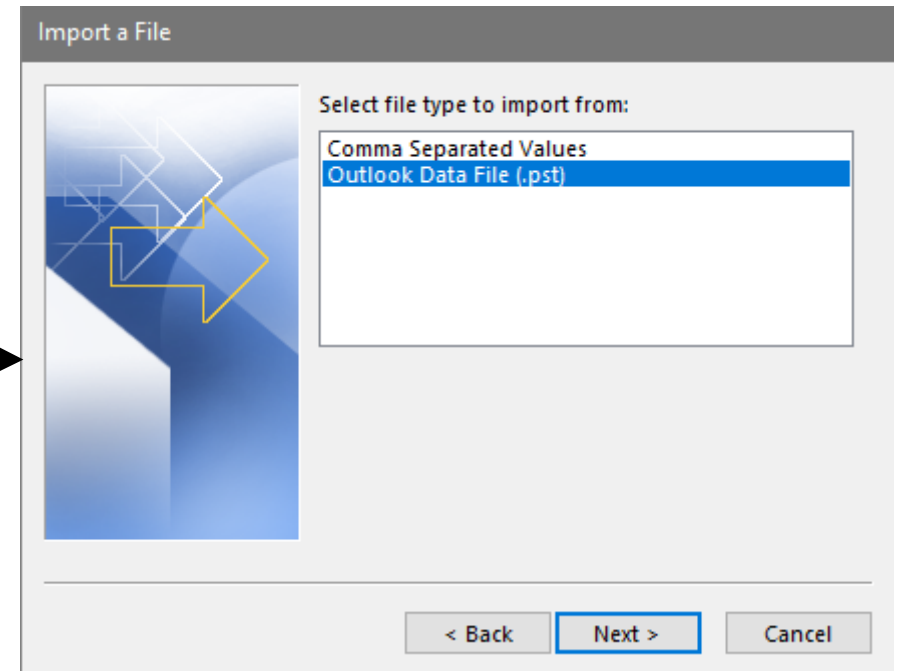 Import a File
Select file type to import from:
Comma Separated Values
Outlook Data File (.pst)
< Back Next > Cancel